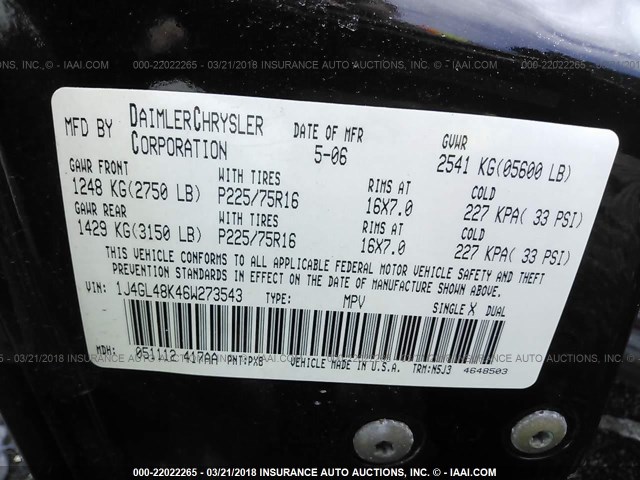 INC. - 000-22022265 - 03/21/2018 INSURANCE AUTO AUCTIONS, INC. - ©IAAI.COM
MFD BY DAIMLERCHRYSLER CORPORATION DATE OF MFR 5-06 GVWR 2541 KG(05600 LB)
GAWR FRONT WITH TIRES RIMS AT COLD
1248 KG(2750 LB) P225/75R16 16X7.0 227 KPA( 33 PSI)
GAWR REAR WITH TIRES RIMS AT COLD
1429 KG(3150 LB) P225/75R16 16X7.0 227 KPA( 33 PSI)
THIS VEHICLE CONFORMS TO ALL APPLICABLE FEDERAL MOTOR VEHICLE SAFETY AND THEFT
PREVENTION STANDARDS IN EFFECT ON THE DATE OF MANUFACTURE SHOWN ABOVE.
VIN: 1J4GL48K46W273543 TYPE: MPV SINGLE X DUAL
MDH: 051112 417AA PNT:PXB VEHICLE MADE IN U.S.A. TRM:N5J3 4648503
INC. - 000-22022265 - 03/21/2018 INSURANCE AUTO AUCTIONS, INC. - ©IAAI.COM
000-22022265 - 03/21/2018 INSURANCE AUTO AUCTIONS, INC. - ©IAAI.COM